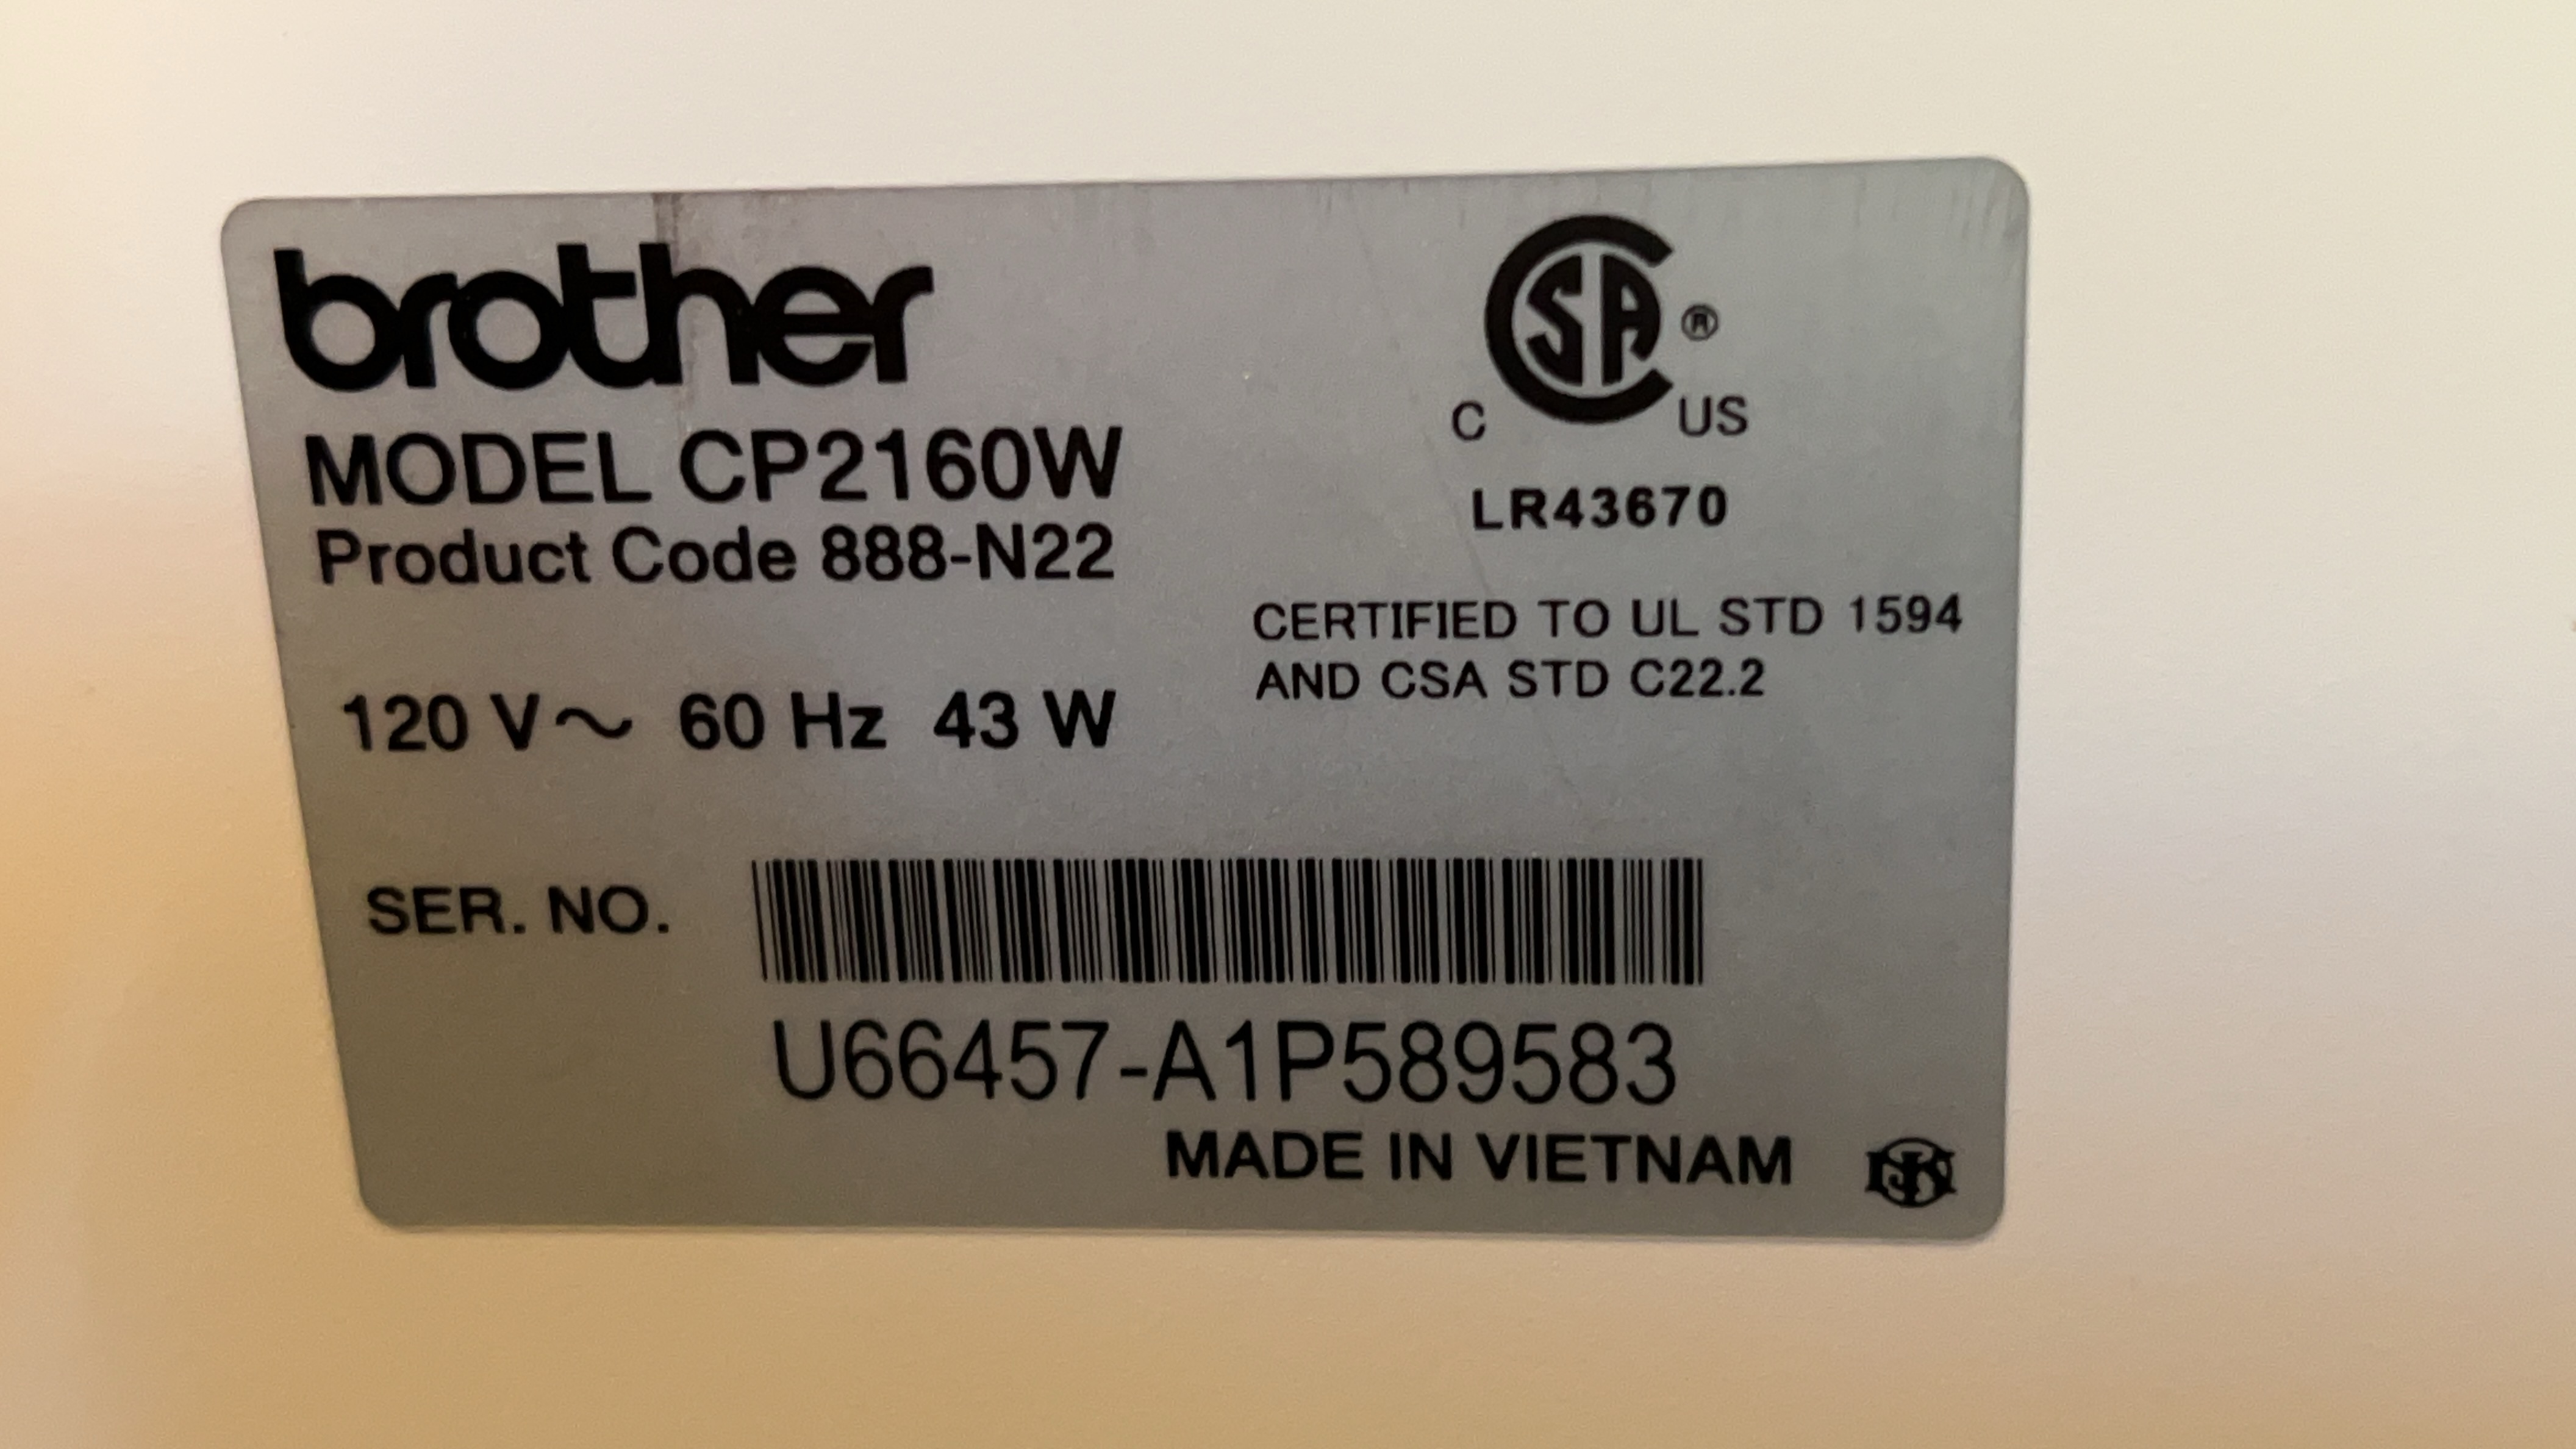 brother
MODEL CP2160W
Product Code 888-N22
120 V~ 60 Hz 43 W
CSA ®
C US
LR43670
CERTIFIED TO UL STD 1594
AND CSA STD C22.2
SER. NO.
U66457-A1P589583
MADE IN VIETNAM